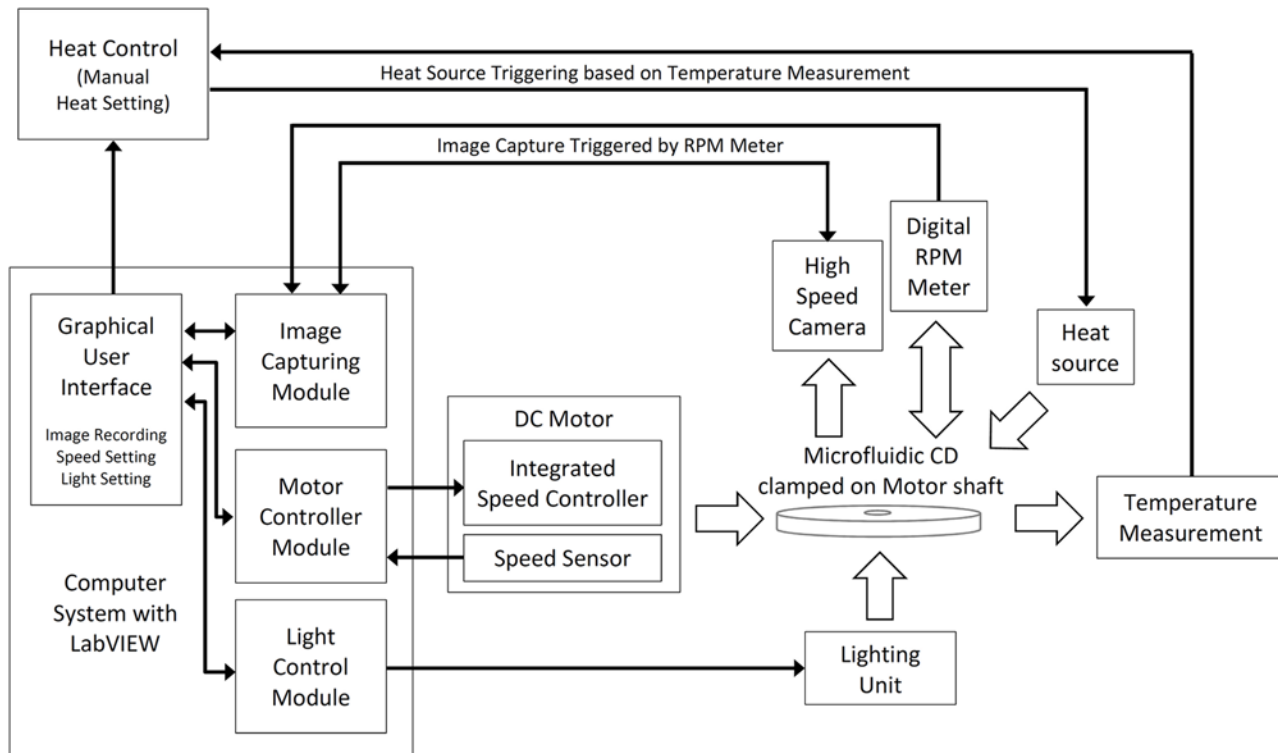 Heat Control
(Manual
Heat Setting)
Heat Source Triggering based on Temperature Measurement
Image Capture Triggered by RPM Meter
Digital
RPM
Meter
High
Speed
Camera
Heat
source
Graphical
User
Interface
Image Recording
Speed Setting
Light Setting
Image
Capturing
Module
DC Motor
Integrated
Speed Controller
Speed Sensor
Motor
Controller
Module
Microfluidic CD
clamped on Motor shaft
Temperature
Measurement
Computer
System with
LabVIEW
Light
Control
Module
Lighting
Unit